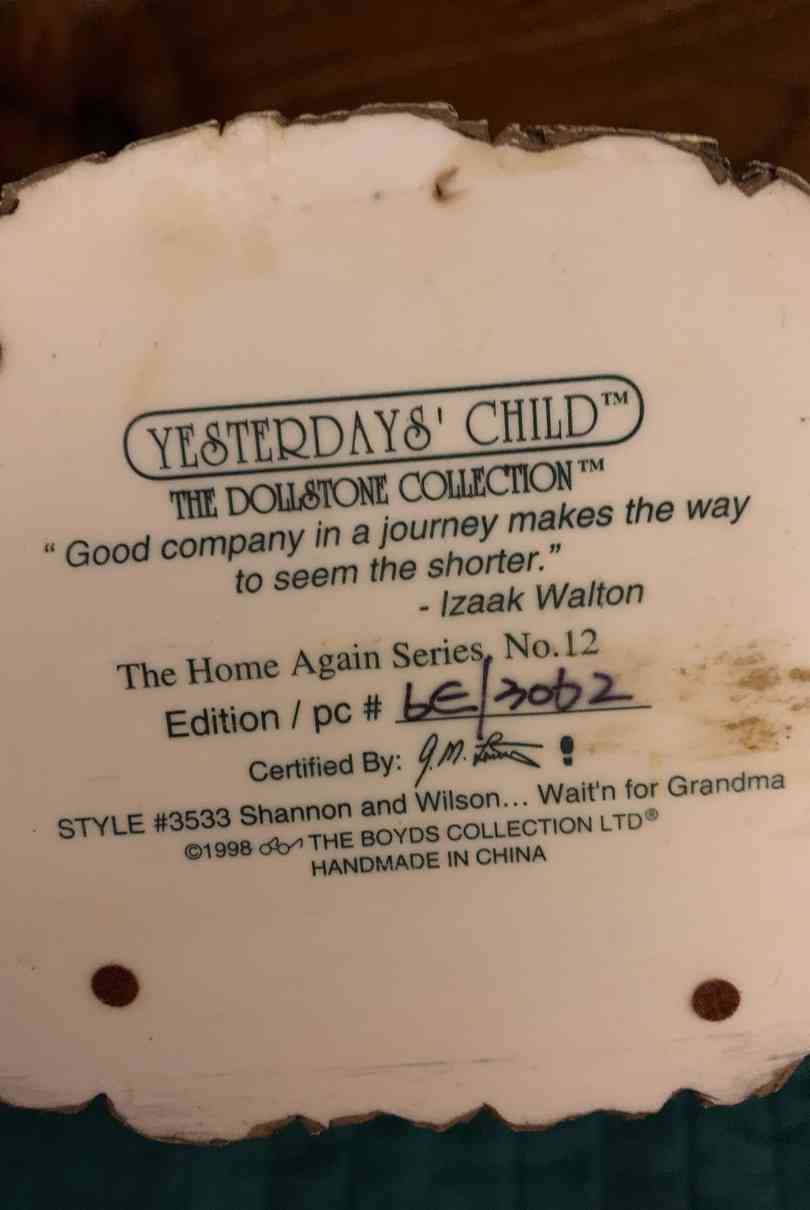 YESTERDAYS' CHILD™
THE DOLLSTONE COLLECTION™
“Good company in a journey makes the way
to seem the shorter.”
- Izaak Walton
The Home Again Series, No.12
Edition / pc # 6E/3062
Certified By: J.M.
STYLE #3533 Shannon and Wilson... Wait'n for Grandma
©1998 THE BOYDS COLLECTION LTD®
HANDMADE IN CHINA